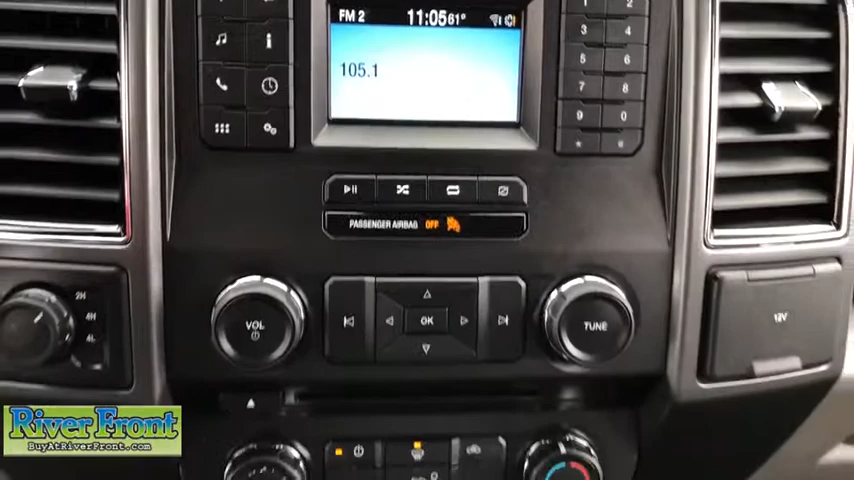 FM 2 11:05 61°
105.1
1 2
3 4
5 6
7 8
9 0
* #
i
PASSENGER AIRBAG OFF
2H
4H
4L
VOL
OK
TUNE
12V
River Front
BuyAtRiverFront.com